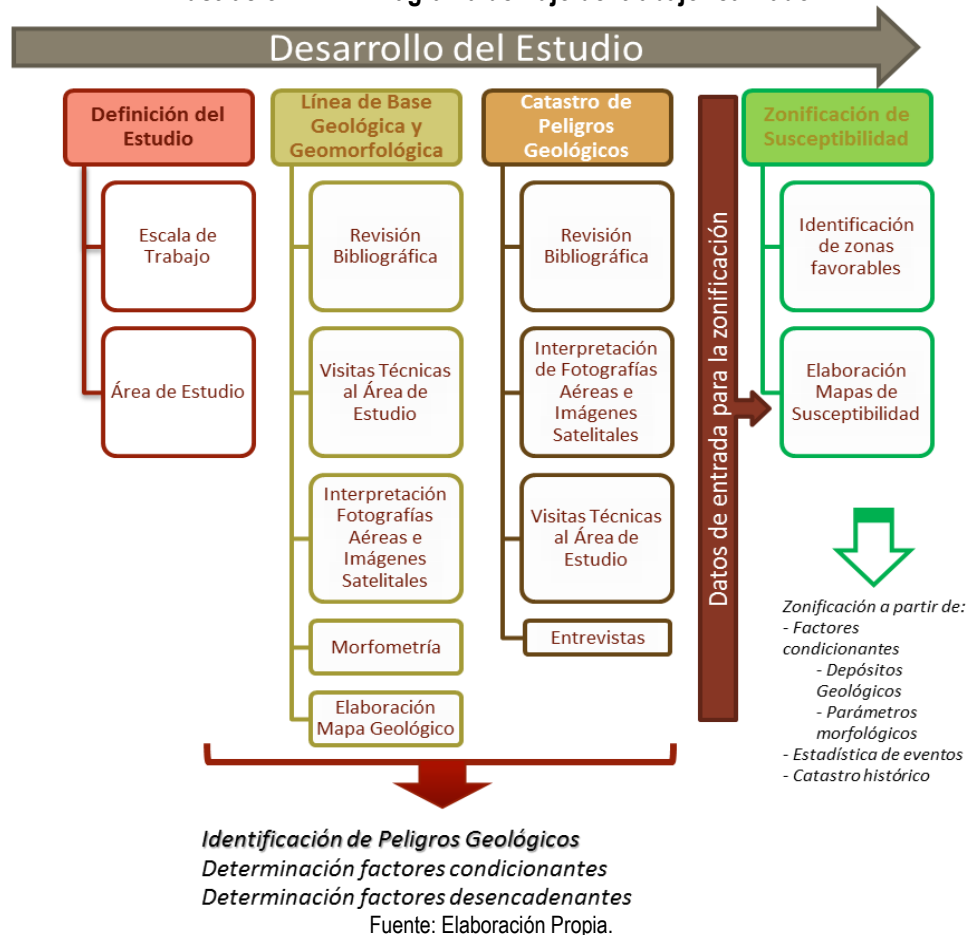 Desarrollo del Estudio
Definición del
Estudio
Escala de
Trabajo
Área de Estudio
Línea de Base
Geológica y
Geomorfológica
Revisión
Bibliográfica
Visitas Técnicas
al Área de
Estudio
Interpretación
Fotografías
Aéreas e
Imágenes
Satelitales
Morfometría
Elaboración
Mapa Geológico
Catastro de
Peligros
Geológicos
Revisión
Bibliográfica
Interpretación
de Fotografías
Aéreas e
Imágenes
Satelitales
Visitas Técnicas
al Área de
Estudio
Entrevistas
Datos de entrada para la zonificación
Zonificación de
Susceptibilidad
Identificación
de zonas
favorables
Elaboración
Mapas de
Susceptibilidad
Zonificación a partir de:
- Factores
condicionantes
- Depósitos
Geológicos
- Parámetros
morfológicos
- Estadística de eventos
- Catastro histórico
Identificación de Peligros Geológicos
Determinación factores condicionantes
Determinación factores desencadenantes
Fuente: Elaboración Propia.